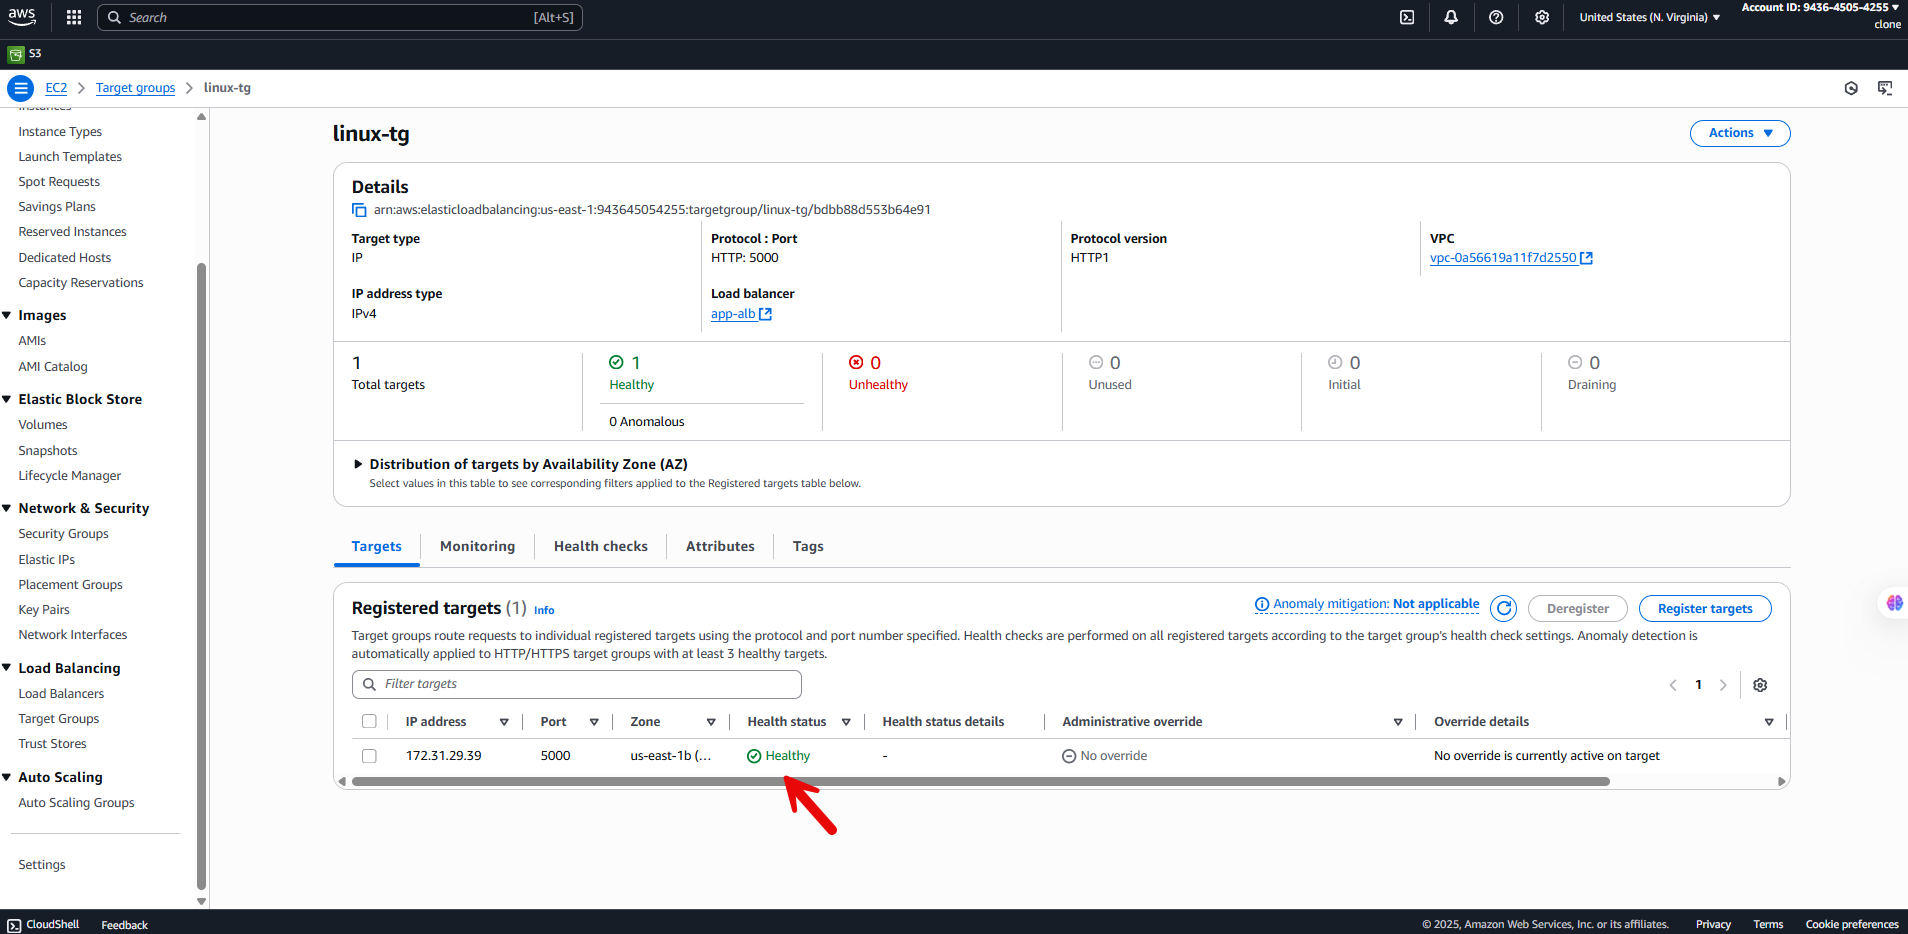 aws
Search [Alt+S]
United States (N. Virginia)
Account ID: 9436-4505-4255
clone
S3
EC2 Target groups linux-tg
Instances
Instance Types
Launch Templates
Spot Requests
Savings Plans
Reserved Instances
Dedicated Hosts
Capacity Reservations
Images
AMIs
AMI Catalog
Elastic Block Store
Volumes
Snapshots
Lifecycle Manager
Network & Security
Security Groups
Elastic IPs
Placement Groups
Key Pairs
Network Interfaces
Load Balancing
Load Balancers
Target Groups
Trust Stores
Auto Scaling
Auto Scaling Groups
Settings
linux-tg
Actions
Details
arn:aws:elasticloadbalancing:us-east-1:943645054255:targetgroup/linux-tg/bdbb88d553b64e91
Target type
IP
Protocol : Port
HTTP: 5000
Protocol version
HTTP1
VPC
vpc-0a56619a11f7d2550
IP address type
IPv4
Load balancer
app-alb
1
Total targets
1
Healthy
0 Anomalous
0
Unhealthy
0
Unused
0
Initial
0
Draining
Distribution of targets by Availability Zone (AZ)
Select values in this table to see corresponding filters applied to the Registered targets table below.
Targets Monitoring Health checks Attributes Tags
Registered targets (1) Info
Anomaly mitigation: Not applicable
Deregister
Register targets
Target groups route requests to individual registered targets using the protocol and port number specified. Health checks are performed on all registered targets according to the target group's health check settings. Anomaly detection is
automatically applied to HTTP/HTTPS target groups with at least 3 healthy targets.
Filter targets
1
IP address Port Zone Health status Health status details Administrative override Override details
172.31.29.39 5000 us-east-1b (... Healthy - No override No override is currently active on target
CloudShell Feedback
© 2025, Amazon Web Services, Inc. or its affiliates. Privacy Terms Cookie preferences